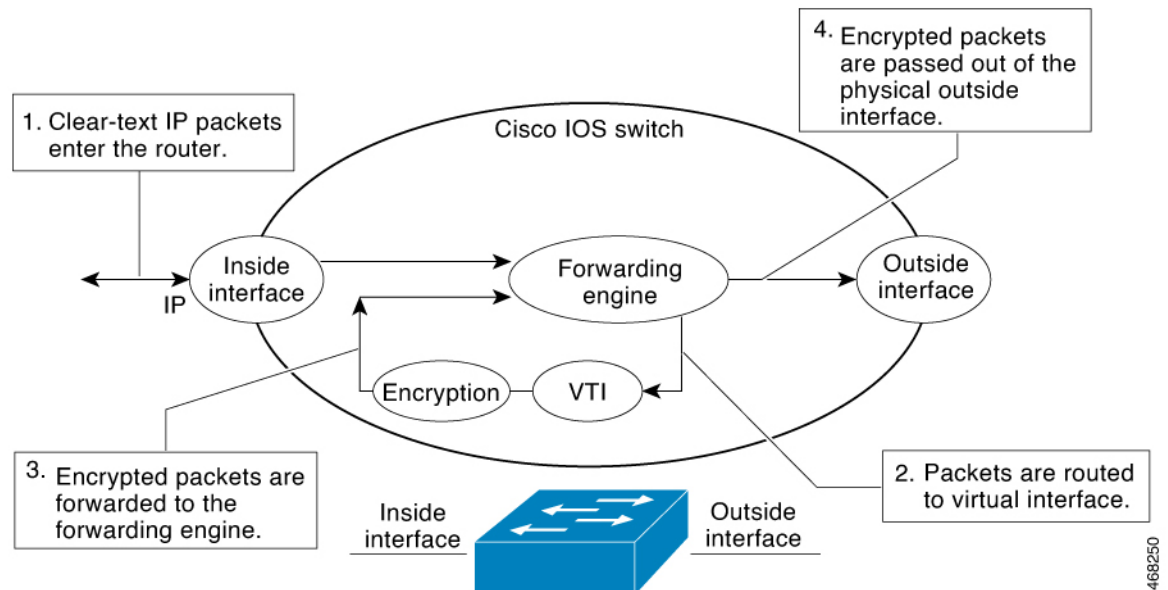 4. Encrypted packets
are passed out of the
physical outside
interface.
1. Clear-text IP packets
enter the router.
Cisco IOS switch
Inside
interface
Forwarding
engine
Outside
interface
IP
Encryption
VTI
3. Encrypted packets are
forwarded to the
forwarding engine.
2. Packets are routed
to virtual interface.
Inside
interface
Outside
interface
468250